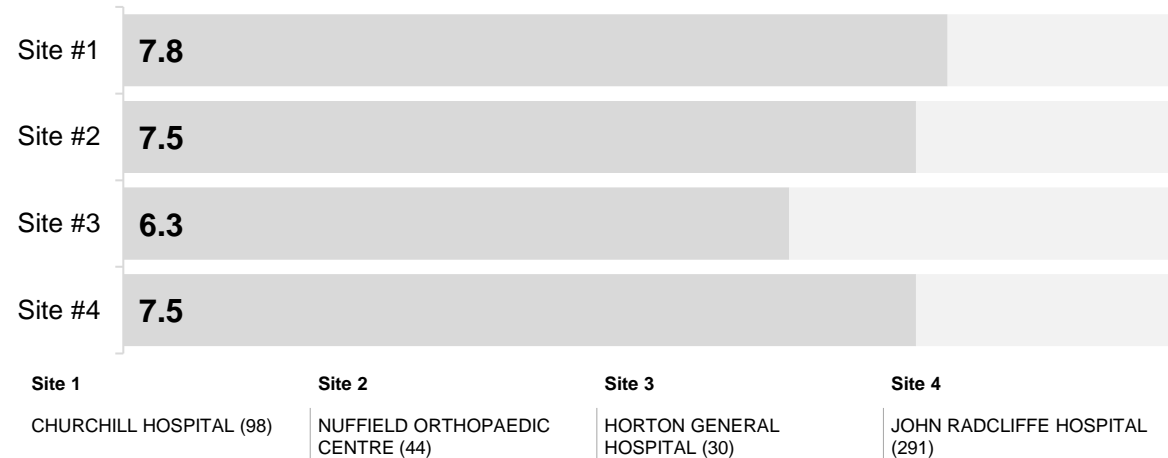 Site #1 7.8
Site #2 7.5
Site #3 6.3
Site #4 7.5
Site 1
CHURCHILL HOSPITAL (98)
Site 2
NUFFIELD ORTHOPAEDIC
CENTRE (44)
Site 3
HORTON GENERAL
HOSPITAL (30)
Site 4
JOHN RADCLIFFE HOSPITAL
(291)